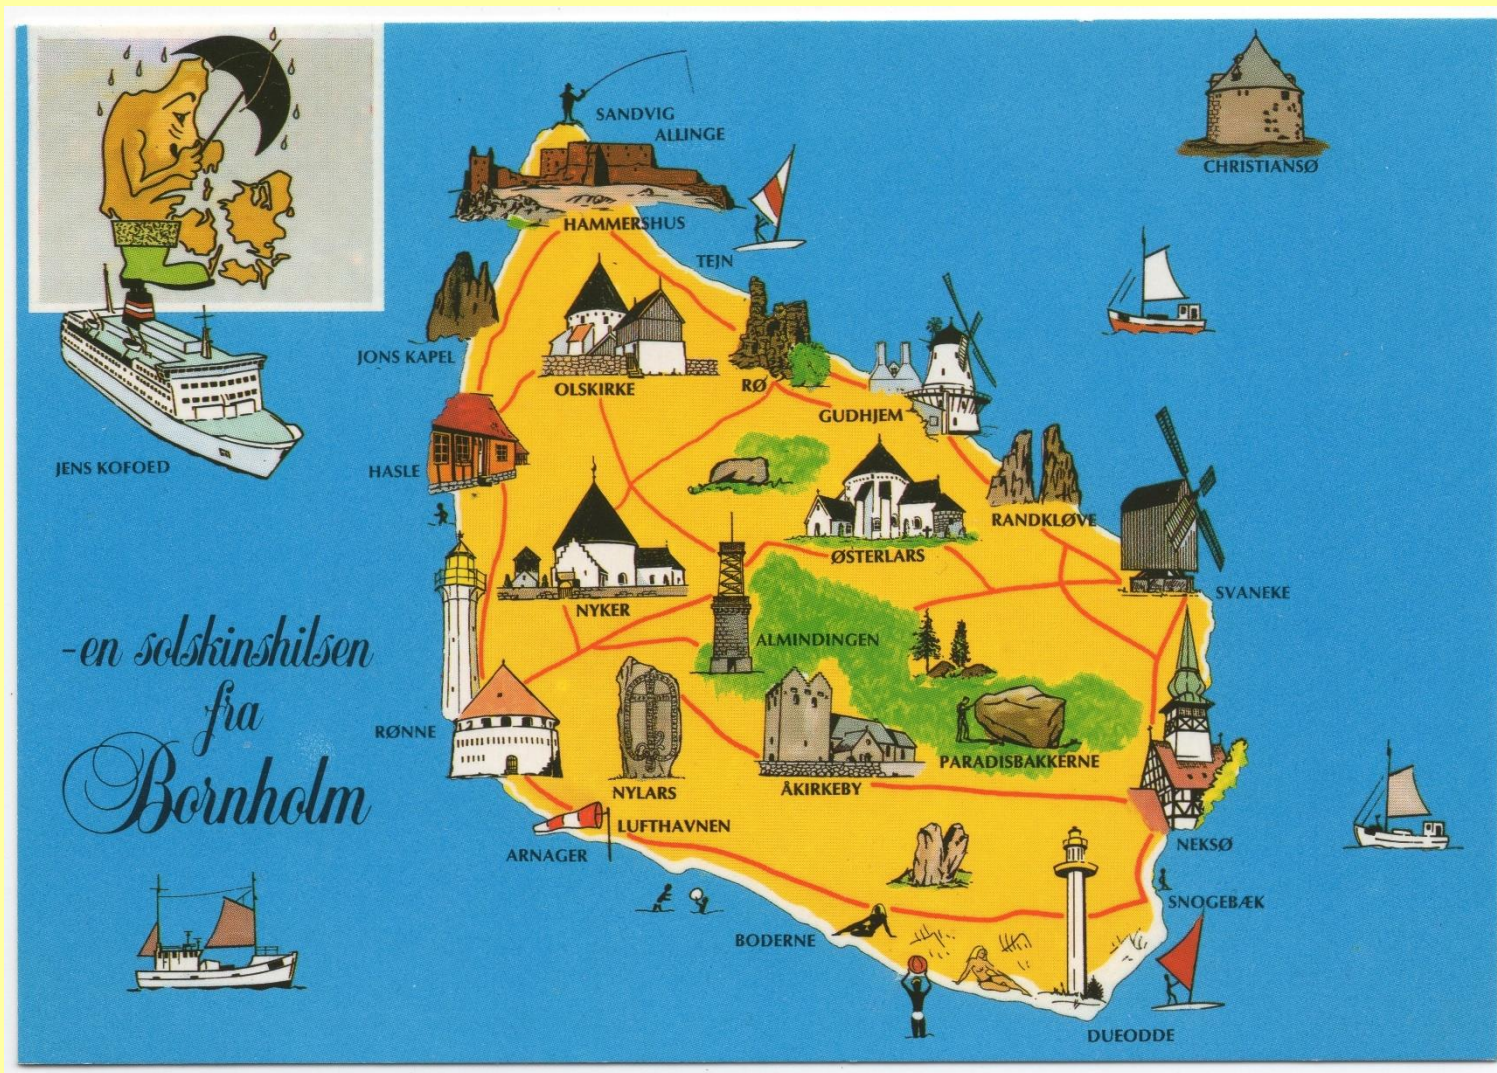 SANDVIG
ALLINGE
CHRISTIANSØ
HAMMERSHUS
TEJN
JONS KAPEL
OLSKIRKE
RØ
GUDHJEM
JENS KOFOED
HASLE
RANDKLØVE
ØSTERLARS
SVANEKE
NYKER
ALMINDINGEN
-en solskinshilsen
fra
Bornholm
RØNNE
NYLARS
ÅKIRKEBY
PARADISBAKKERNE
LUFTHAVNEN
ARNAGER
NEKSØ
SNOGEBÆK
BODERNE
DUEODDE